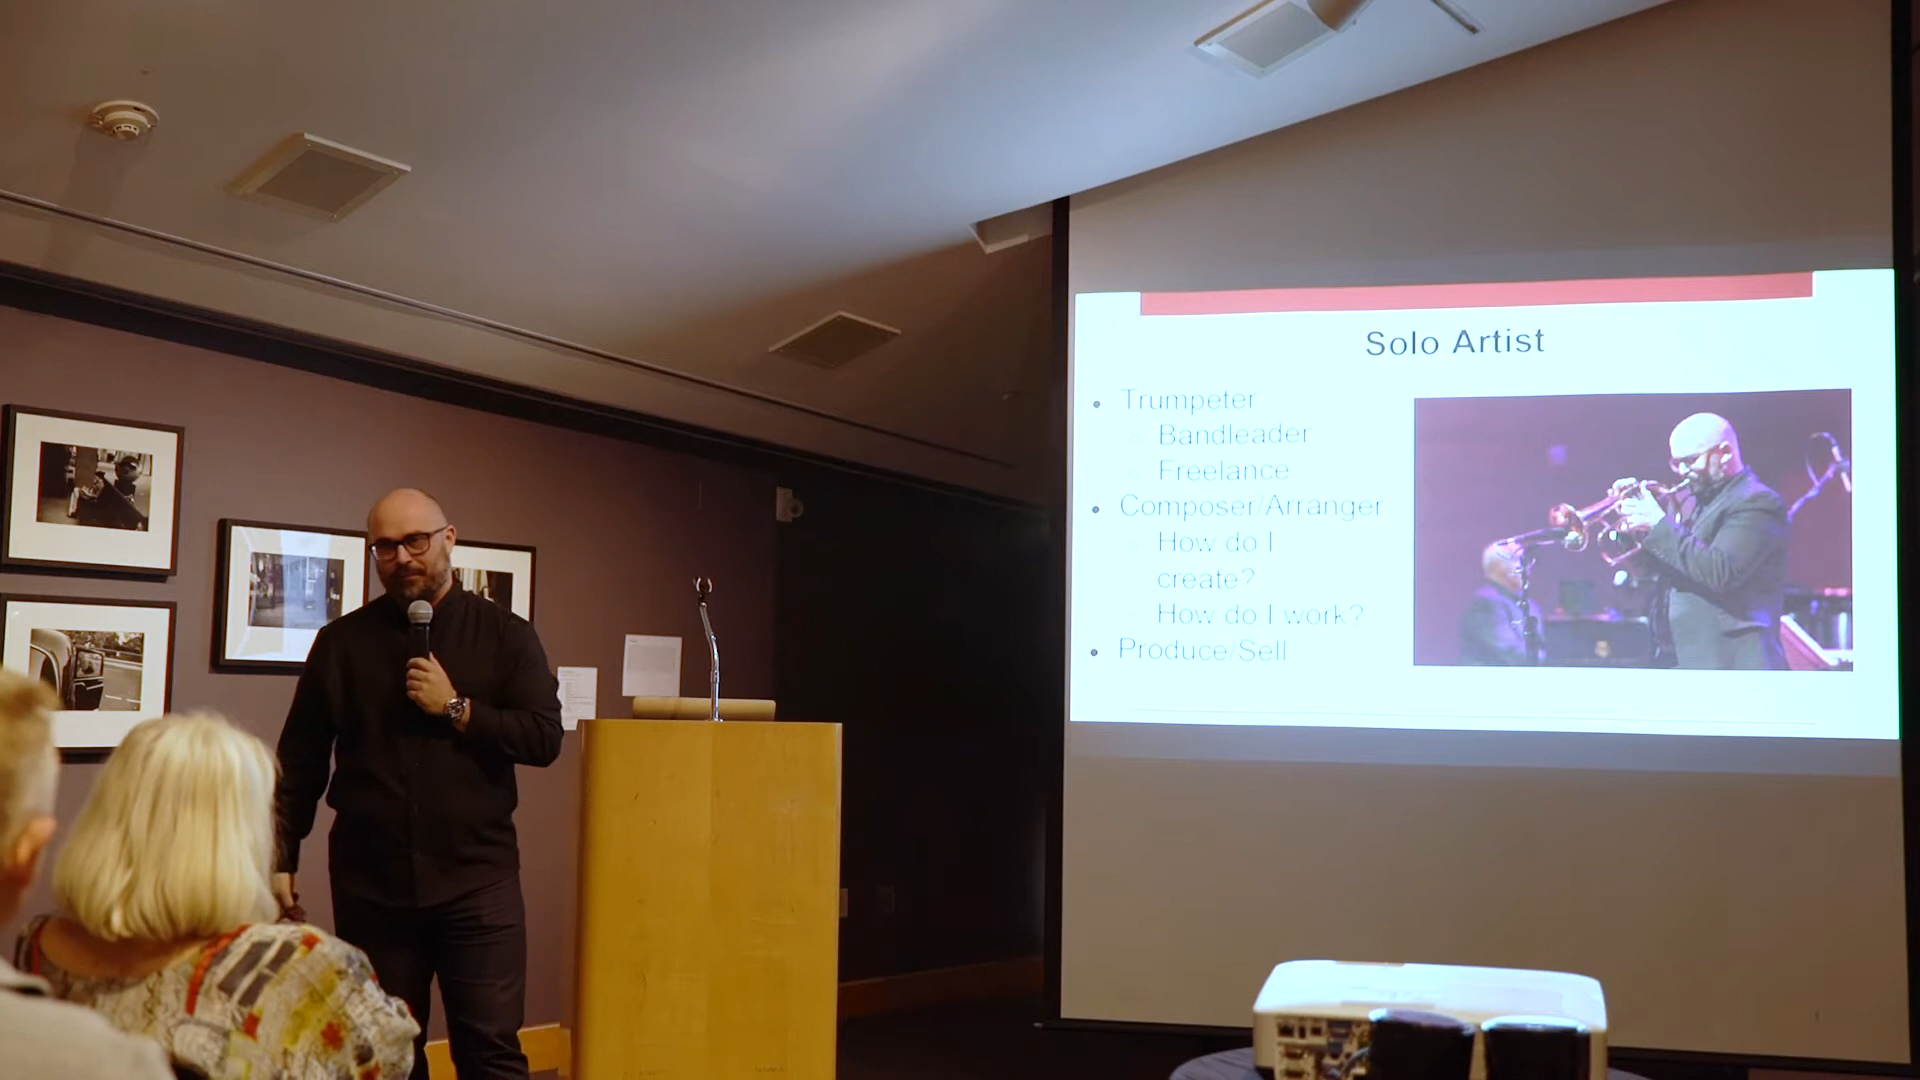 Solo Artist
Trumpeter
Bandleader
Freelance
Composer/Arranger
How do I
create?
How do I work?
Produce/Sell